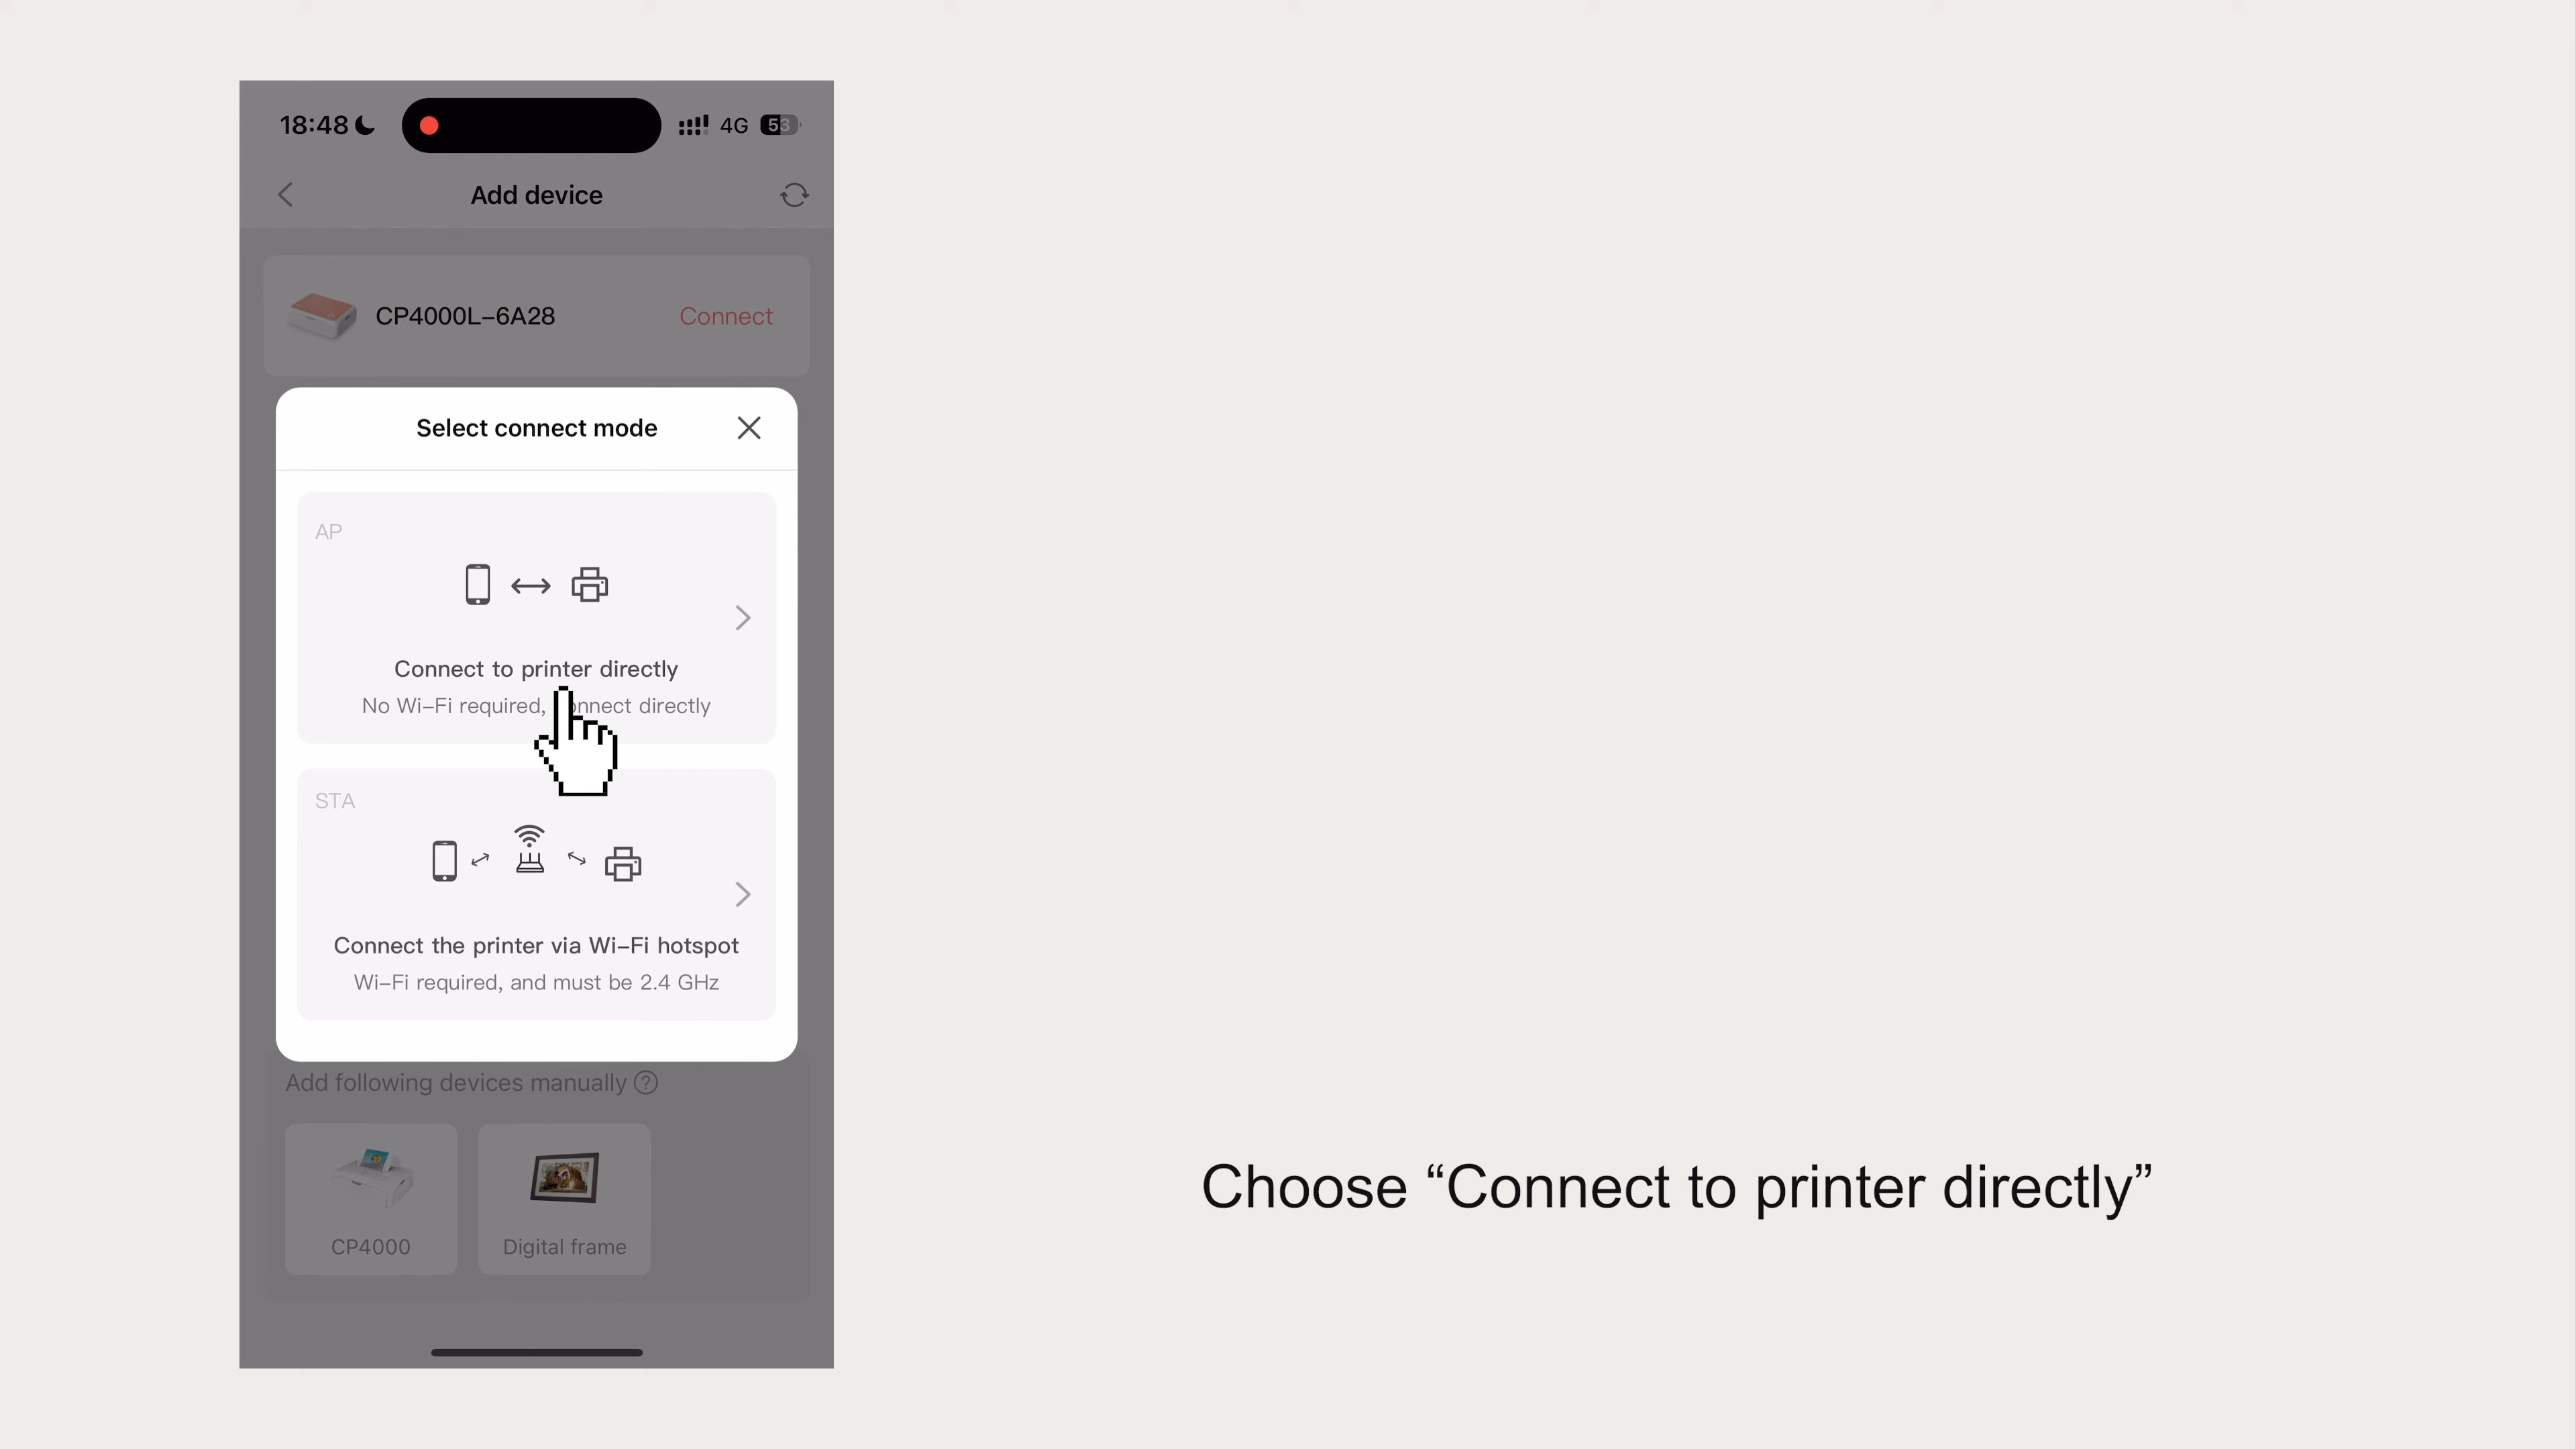 18:48
4G
53
Add device
CP4000L-6A28
Connect
Select connect mode
AP
Connect to printer directly
No Wi-Fi required, nnect directly
STA
Connect the printer via Wi-Fi hotspot
Wi-Fi required, and must be 2.4 GHz
Add following devices manually ?
CP4000
Digital frame
Choose “Connect to printer directly”